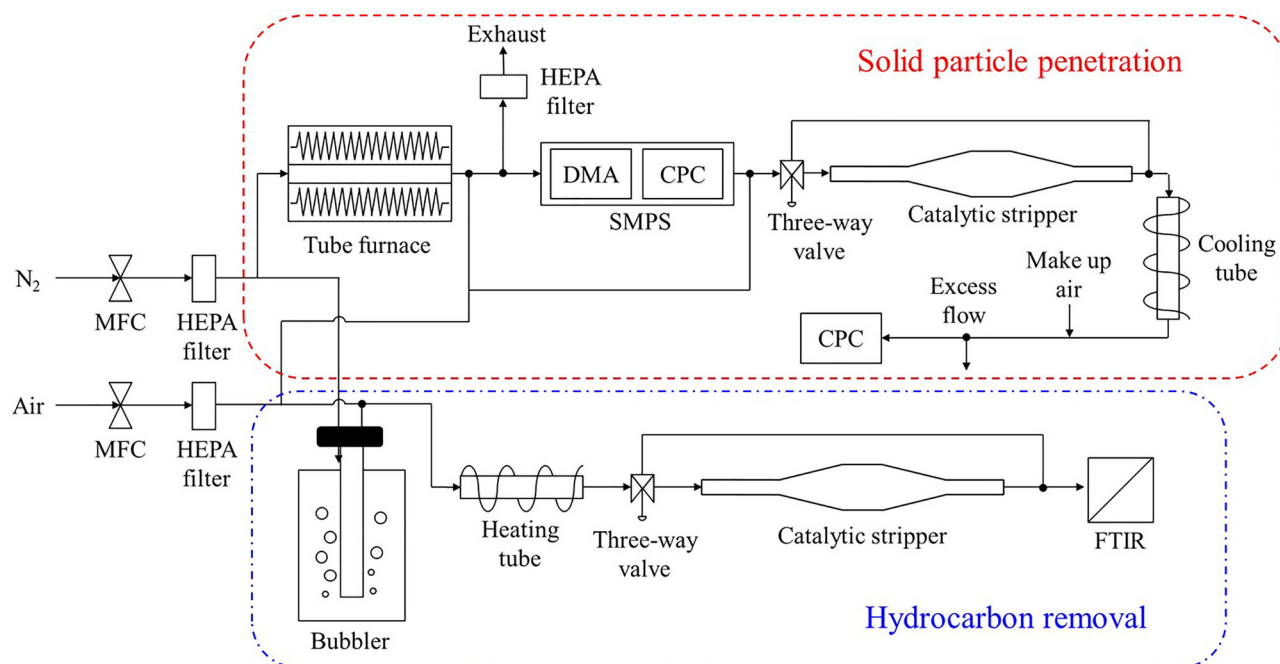 Exhaust
HEPA
filter
Solid particle penetration
DMA
CPC
SMPS
Tube furnace
Three-way
valve
Catalytic stripper
Cooling
tube
Make up
air
Excess
flow
CPC
N₂
MFC
HEPA
filter
Air
MFC
HEPA
filter
Bubbler
Heating
tube
Three-way
valve
Catalytic stripper
FTIR
Hydrocarbon removal